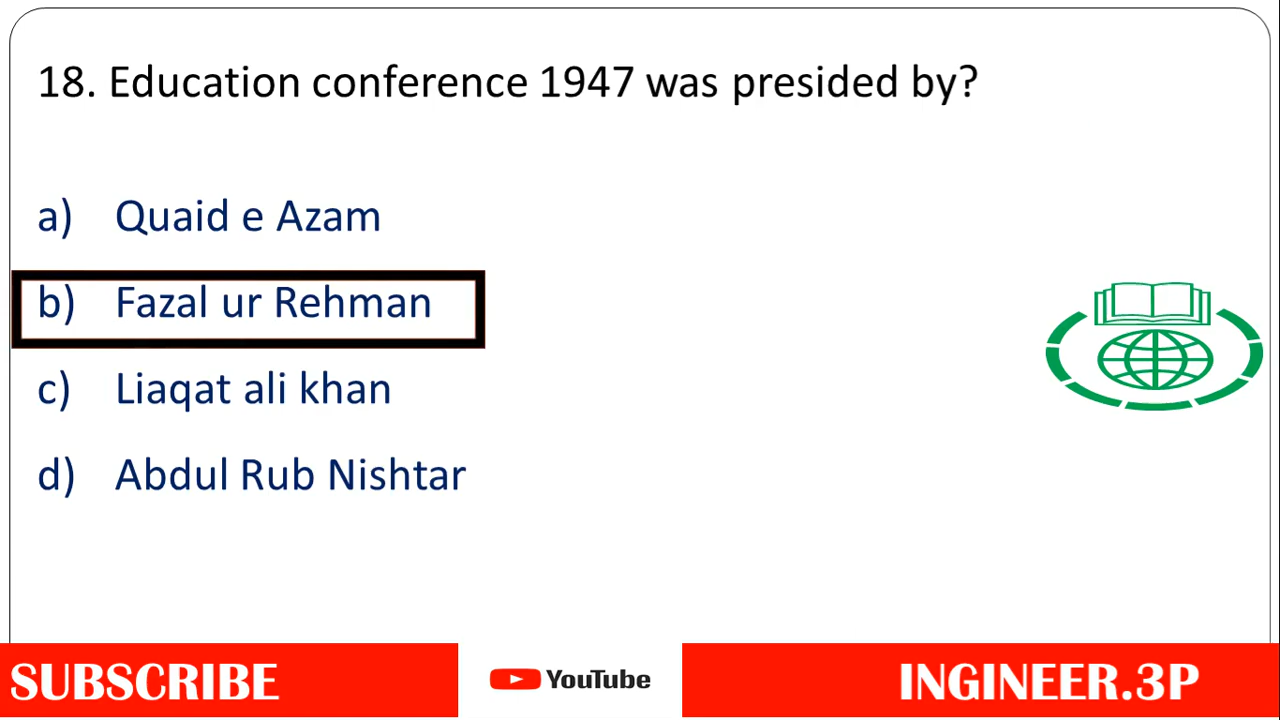 18. Education conference 1947 was presided by?
a) Quaid e Azam
b) Fazal ur Rehman
c) Liaqat ali khan
d) Abdul Rub Nishtar
SUBSCRIBE YouTube INGINEER.3P